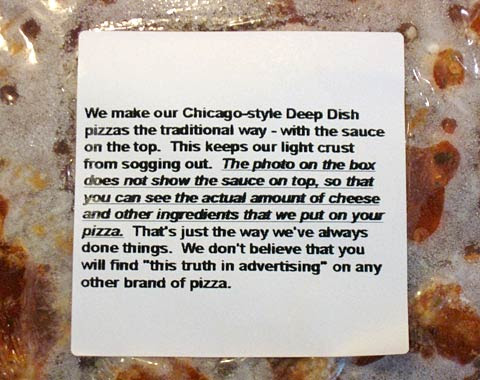 We make our Chicago-style Deep Dish
pizzas the traditional way - with the sauce
on the top.  This keeps our light crust
from sogging out.  The photo on the box
does not show the sauce on top, so that
you can see the actual amount of cheese
and other ingredients that we put on your
pizza.  That's just the way we've always
done things.  We don't believe that you
will find "this truth in advertising" on any
other brand of pizza.